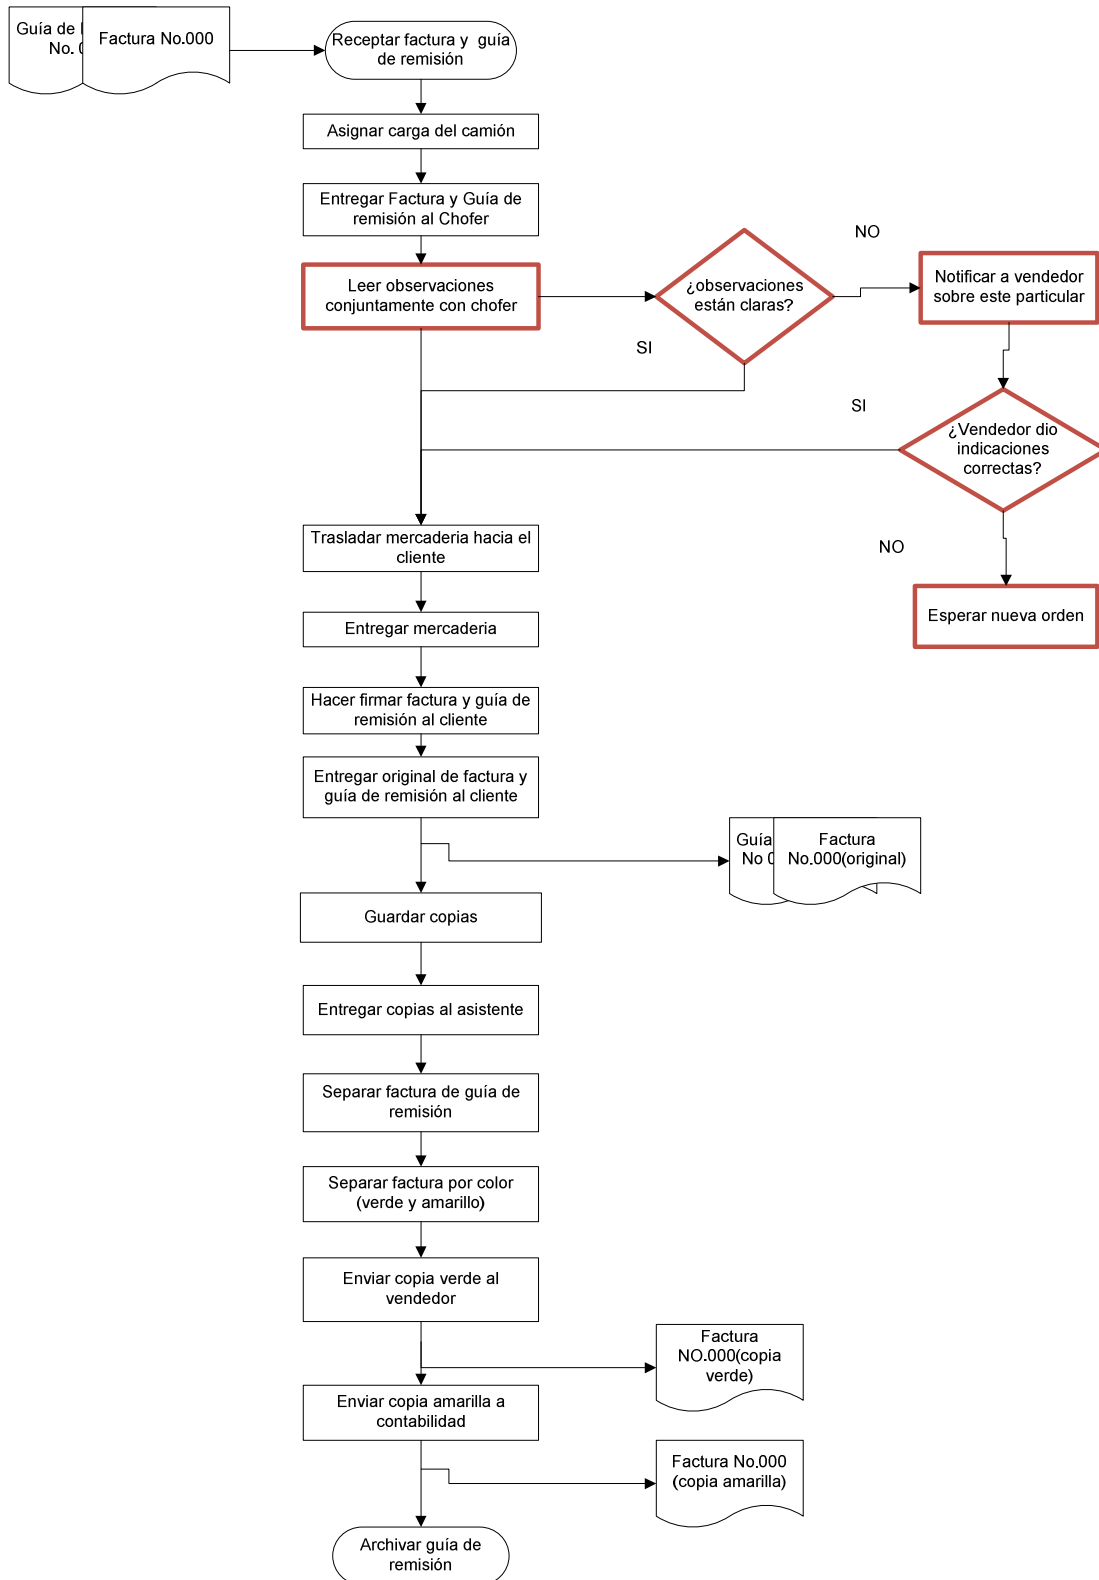 Guía de
No.
Factura No.000
Receptar factura y guía
de remisión
Asignar carga del camión
Entregar Factura y Guía de
remisión al Chofer
Leer observaciones
conjuntamente con chofer
¿observaciones
están claras?
NO
Notificar a vendedor
sobre este particular
SI
SI
¿Vendedor dio
indicaciones
correctas?
NO
Esperar nueva orden
Trasladar mercaderia hacia el
cliente
Entregar mercaderia
Hacer firmar factura y guía de
remisión al cliente
Entregar original de factura y
guía de remisión al cliente
Guía
No
Factura
No.000(original)
Guardar copias
Entregar copias al asistente
Separar factura de guía de
remisión
Separar factura por color
(verde y amarillo)
Enviar copia verde al
vendedor
Factura
NO.000(copia
verde)
Enviar copia amarilla a
contabilidad
Factura No.000
(copia amarilla)
Archivar guía de
remisión